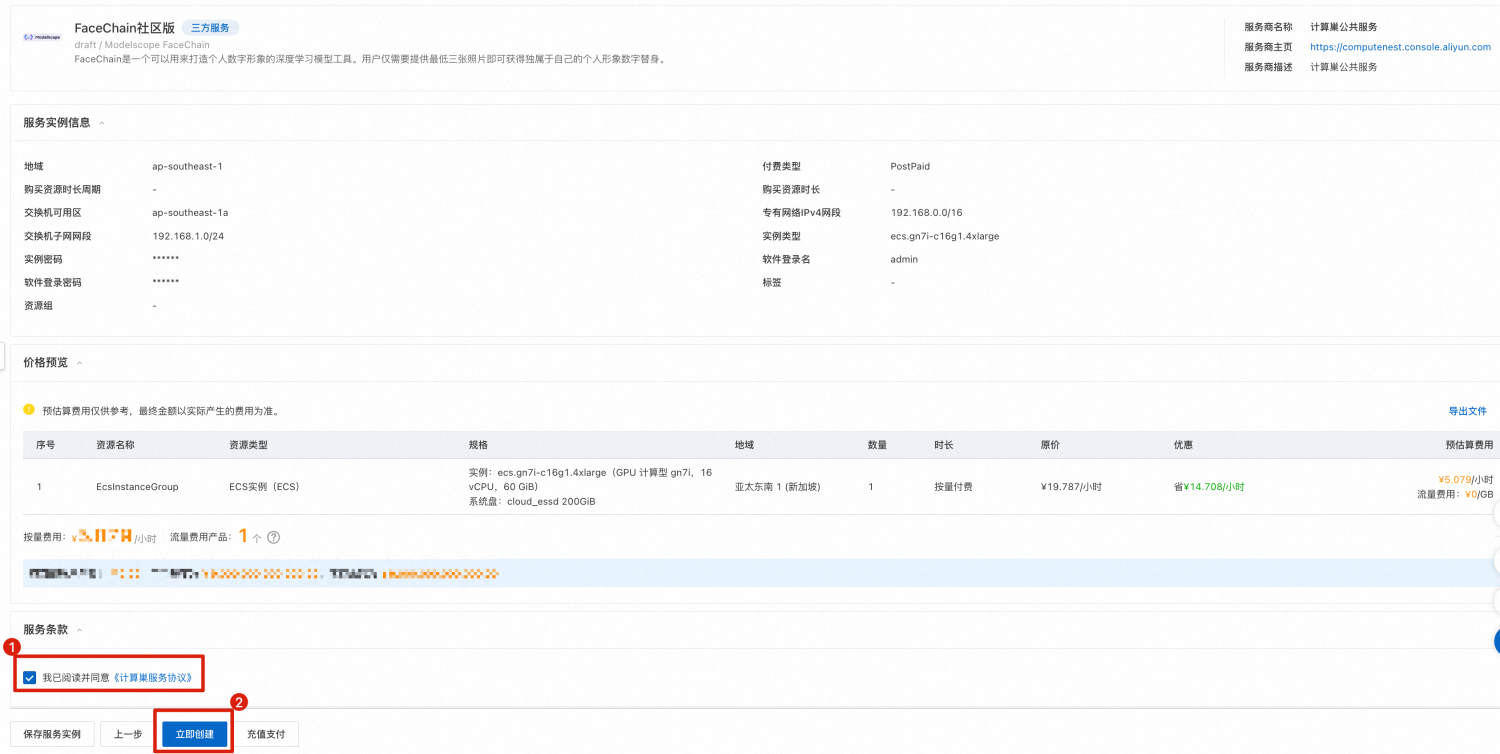 Modelscope
FaceChain社区版 三方服务
draft / Modelscope FaceChain
FaceChain是一个可以用来打造个人数字形象的深度学习模型工具。用户仅需要提供最低三张照片即可获得独属于自己的个人形象数字替身。
服务商名称 计算巢公共服务
服务商主页 https://computenest.console.aliyun.com
服务商描述 计算巢公共服务
服务实例信息
地域 ap-southeast-1 付费类型 PostPaid
购买资源时长周期 - 购买资源时长 -
交换机可用区 ap-southeast-1a 专有网络IPv4网段 192.168.0.0/16
交换机子网网段 192.168.1.0/24 实例类型 ecs.gn7i-c16g1.4xlarge
实例密码 ****** 软件登录名 admin
软件登录密码 ****** 标签 -
资源组 -
价格预览
预估算费用仅供参考，最终金额以实际产生的费用为准。 导出文件
序号 资源名称 资源类型 规格 地域 数量 时长 原价 优惠 预估算费用
1 EcsInstanceGroup ECS实例（ECS） 实例：ecs.gn7i-c16g1.4xlarge（GPU 计算型 gn7i，16
vCPU，60 GiB）
系统盘：cloud_essd 200GiB
亚太东南 1 (新加坡) 1 按量付费 ¥19.787/小时 省¥14.708/小时 ¥5.079/小时
流量费用：¥0/GB
按量费用： ¥ /小时 流量费用产品： 1 个 ?
服务条款
1
我已阅读并同意《计算巢服务协议》
2
保存服务实例 上一步 立即创建 充值支付